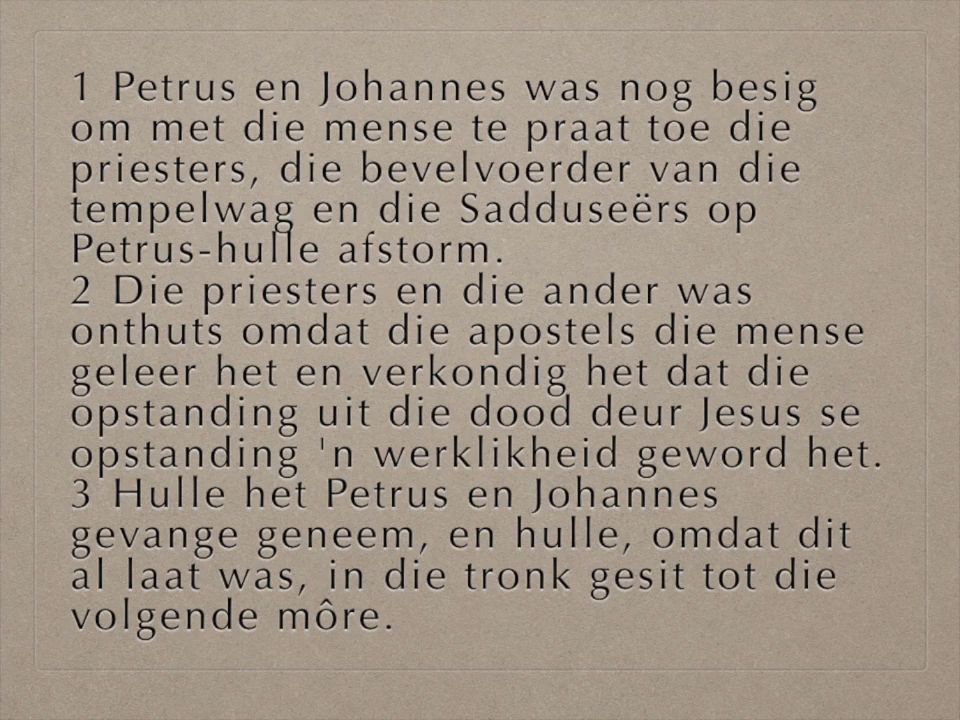 1 Petrus en Johannes was nog besig
om met die mense te praat toe die
priesters, die bevelvoerder van die
tempelwag en die Sadduseërs op
Petrus-hulle afstorm.
2 Die priesters en die ander was
onthuts omdat die apostels die mense
geleer het en verkondig het dat die
opstanding uit die dood deur Jesus se
opstanding 'n werklikheid geword het.
3 Hulle het Petrus en Johannes
gevange geneem, en hulle, omdat dit
al laat was, in die tronk gesit tot die
volgende môre.